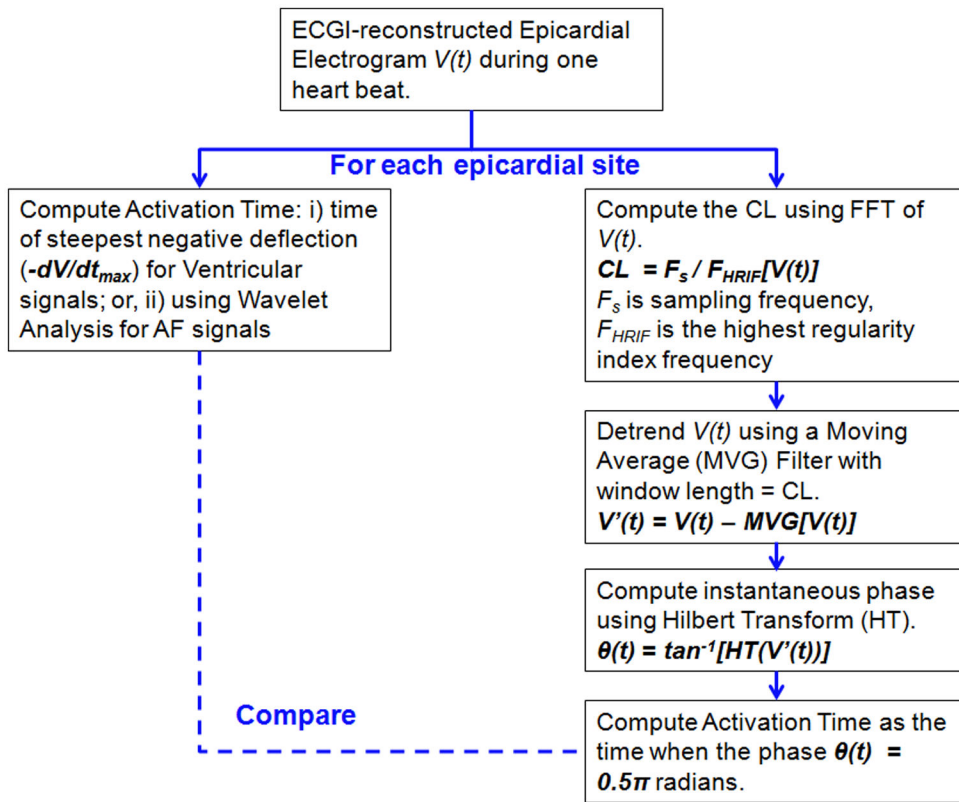 ECGI-reconstructed Epicardial
Electrogram V(t) during one
heart beat.
For each epicardial site
Compute Activation Time: i) time
of steepest negative deflection
(-dV/dtmax) for Ventricular
signals; or, ii) using Wavelet
Analysis for AF signals
Compute the CL using FFT of
V(t).
CL = Fs / FHRIF[V(t)]
Fs is sampling frequency,
FHRIF is the highest regularity
index frequency
Detrend V(t) using a Moving
Average (MVG) Filter with
window length = CL.
V’(t) = V(t) – MVG[V(t)]
Compute instantaneous phase
using Hilbert Transform (HT).
θ(t) = tan⁻¹[HT(V’(t))]
Compare
Compute Activation Time as the
time when the phase θ(t) =
0.5π radians.